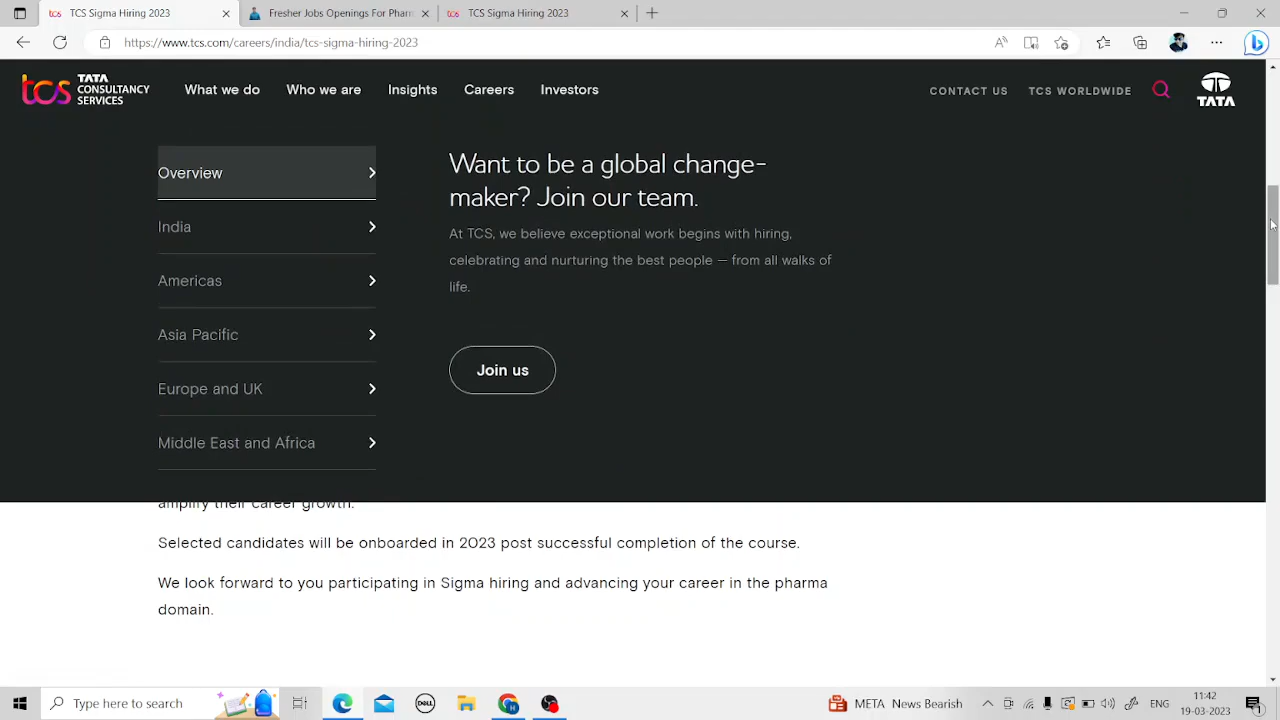 TCS Sigma Hiring 2023
Fresher Jobs Openings For Pharm
TCS Sigma Hiring 2023
https://www.tcs.com/careers/india/tcs-sigma-hiring-2023
tcs TATA CONSULTANCY SERVICES
What we do
Who we are
Insights
Careers
Investors
CONTACT US
TCS WORLDWIDE
TATA
Overview
India
Americas
Asia Pacific
Europe and UK
Middle East and Africa
Want to be a global change-
maker? Join our team.
At TCS, we believe exceptional work begins with hiring,
celebrating and nurturing the best people – from all walks of
life.
Join us
amplify their career growth.
Selected candidates will be onboarded in 2023 post successful completion of the course.
We look forward to you participating in Sigma hiring and advancing your career in the pharma
domain.
Type here to search
DELL
META News Bearish
ENG
11:42
19-03-2023
1